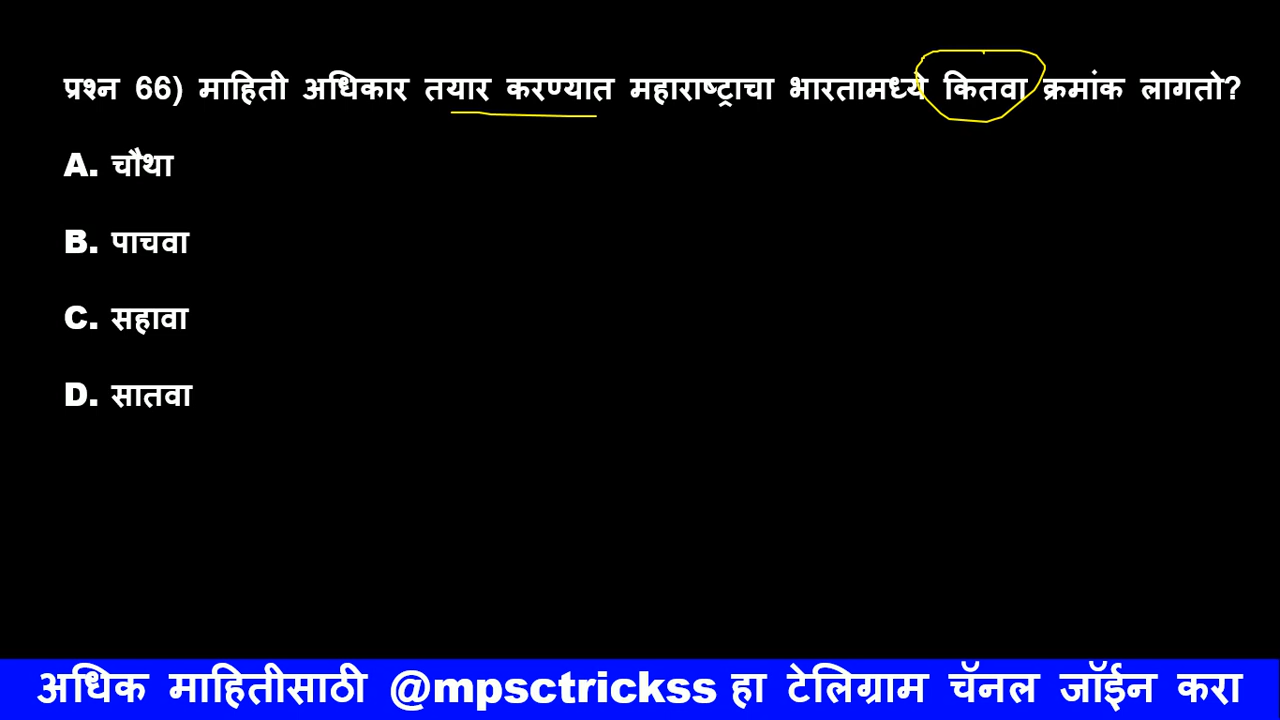 प्रश्न 66) माहिती अधिकार तयार करण्यात महाराष्ट्राचा भारतामध्ये कितवा क्रमांक लागतो?
A. चौथा
B. पाचवा
C. सहावा
D. सातवा
अधिक माहितीसाठी @mpsctrickss हा टेलिग्राम चॅनल जॉईन करा